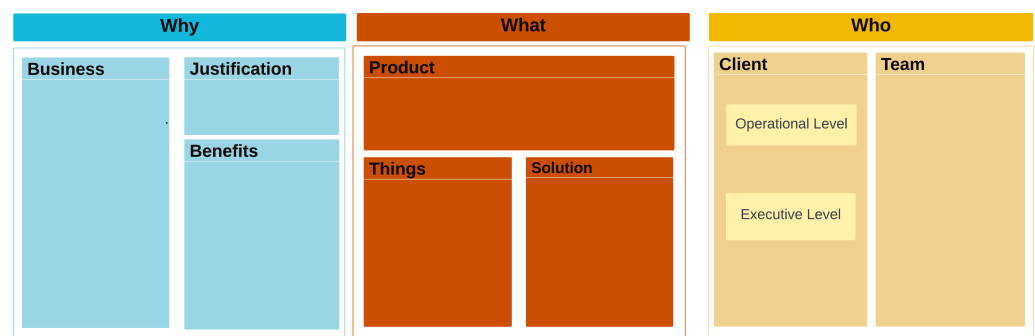 Why
Business
Justification
Benefits
What
Product
Things
Solution
Who
Client
Operational Level
Executive Level
Team